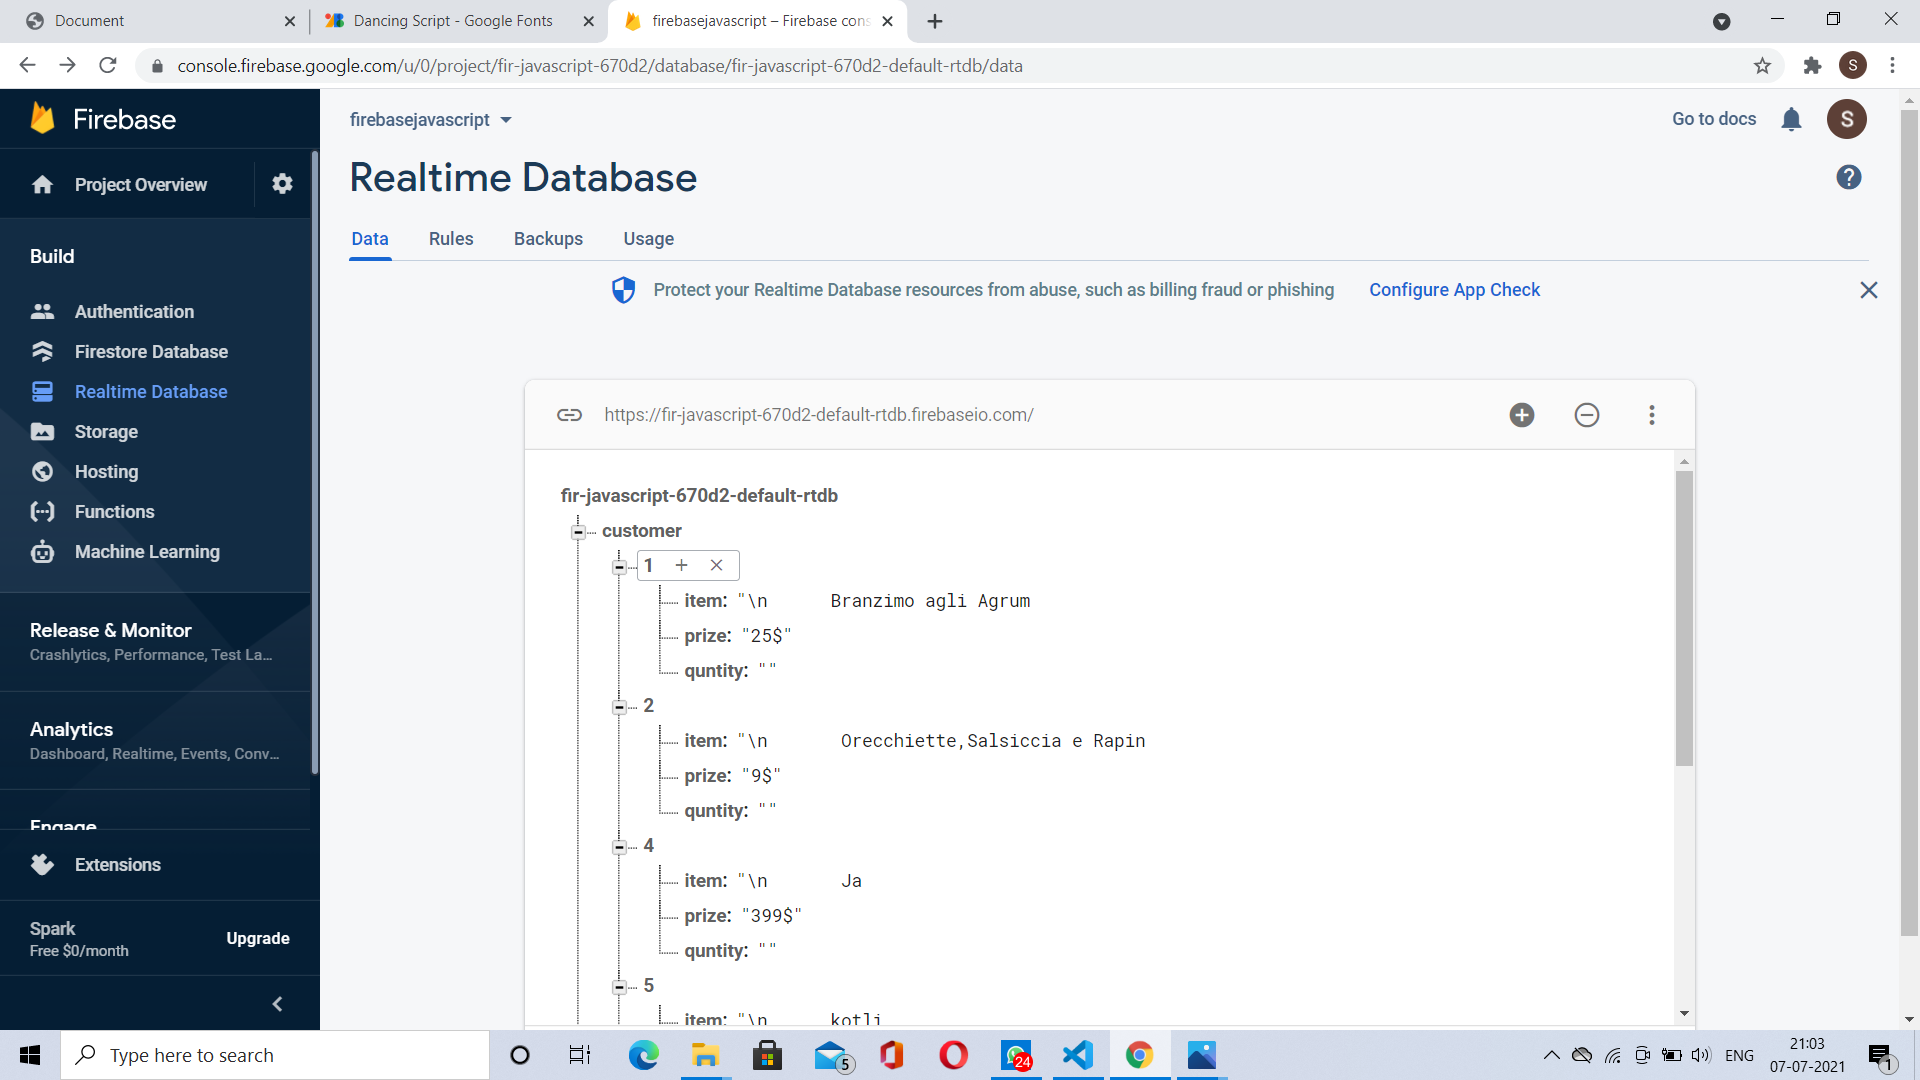 Document
Dancing Script - Google Fonts
firebasejavascript – Firebase cons
console.firebase.google.com/u/0/project/fir-javascript-670d2/database/fir-javascript-670d2-default-rtdb/data
S
Firebase
Project Overview
Build
Authentication
Firestore Database
Realtime Database
Storage
Hosting
Functions
Machine Learning
Release & Monitor
Crashlytics, Performance, Test La...
Analytics
Dashboard, Realtime, Events, Conv...
Engage
Extensions
Spark
Free $0/month
Upgrade
firebasejavascript
Go to docs
S
Realtime Database
?
Data Rules Backups Usage
Protect your Realtime Database resources from abuse, such as billing fraud or phishing Configure App Check
https://fir-javascript-670d2-default-rtdb.firebaseio.com/
fir-javascript-670d2-default-rtdb
customer
1
item: "\n Branzimo agli Agrum
prize: "25$"
quntity: ""
2
item: "\n Orecchiette,Salsiccia e Rapin
prize: "9$"
quntity: ""
4
item: "\n Ja
prize: "399$"
quntity: ""
5
item: "\n kotli
Type here to search
5
24
ENG
21:03
07-07-2021
1